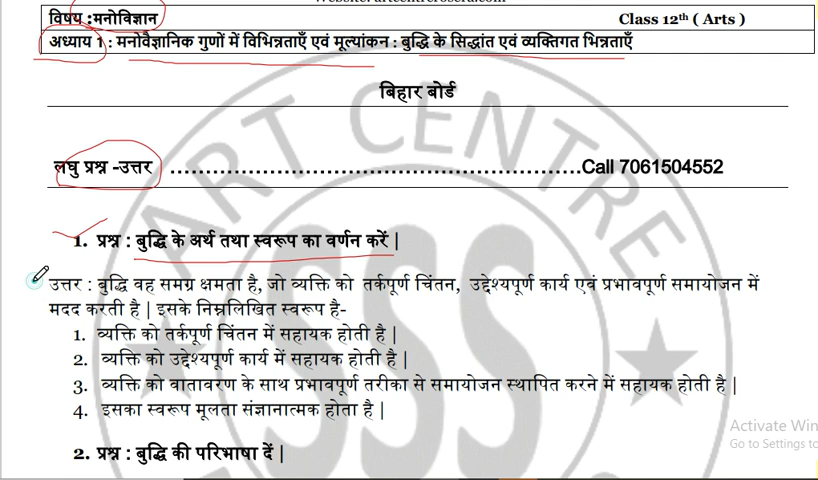 विषय :मनोविज्ञान Class 12th ( Arts )
अध्याय 1 : मनोवैज्ञानिक गुणों में विभिन्नताएँ एवं मूल्यांकन : बुद्धि के सिद्धांत एवं व्यक्तिगत भिन्नताएँ
बिहार बोर्ड
ART CENTRE
लघु प्रश्न -उत्तर ................................................................Call 7061504552
1. प्रश्न : बुद्धि के अर्थ तथा स्वरूप का वर्णन करें |
उत्तर : बुद्धि वह समग्र क्षमता है, जो व्यक्ति को तर्कपूर्ण चिंतन, उद्देश्यपूर्ण कार्य एवं प्रभावपूर्ण समायोजन में
मदद करती है | इसके निम्नलिखित स्वरूप है-
1. व्यक्ति को तर्कपूर्ण चिंतन में सहायक होती है |
2. व्यक्ति को उद्देश्यपूर्ण कार्य में सहायक होती है |
3. व्यक्ति को वातावरण के साथ प्रभावपूर्ण तरीका से समायोजन स्थापित करने में सहायक होती है |
4. इसका स्वरूप मूलता संज्ञानात्मक होता है |
SSS
Activate Win
Go to Settings to
2. प्रश्न : बुद्धि की परिभाषा दें |